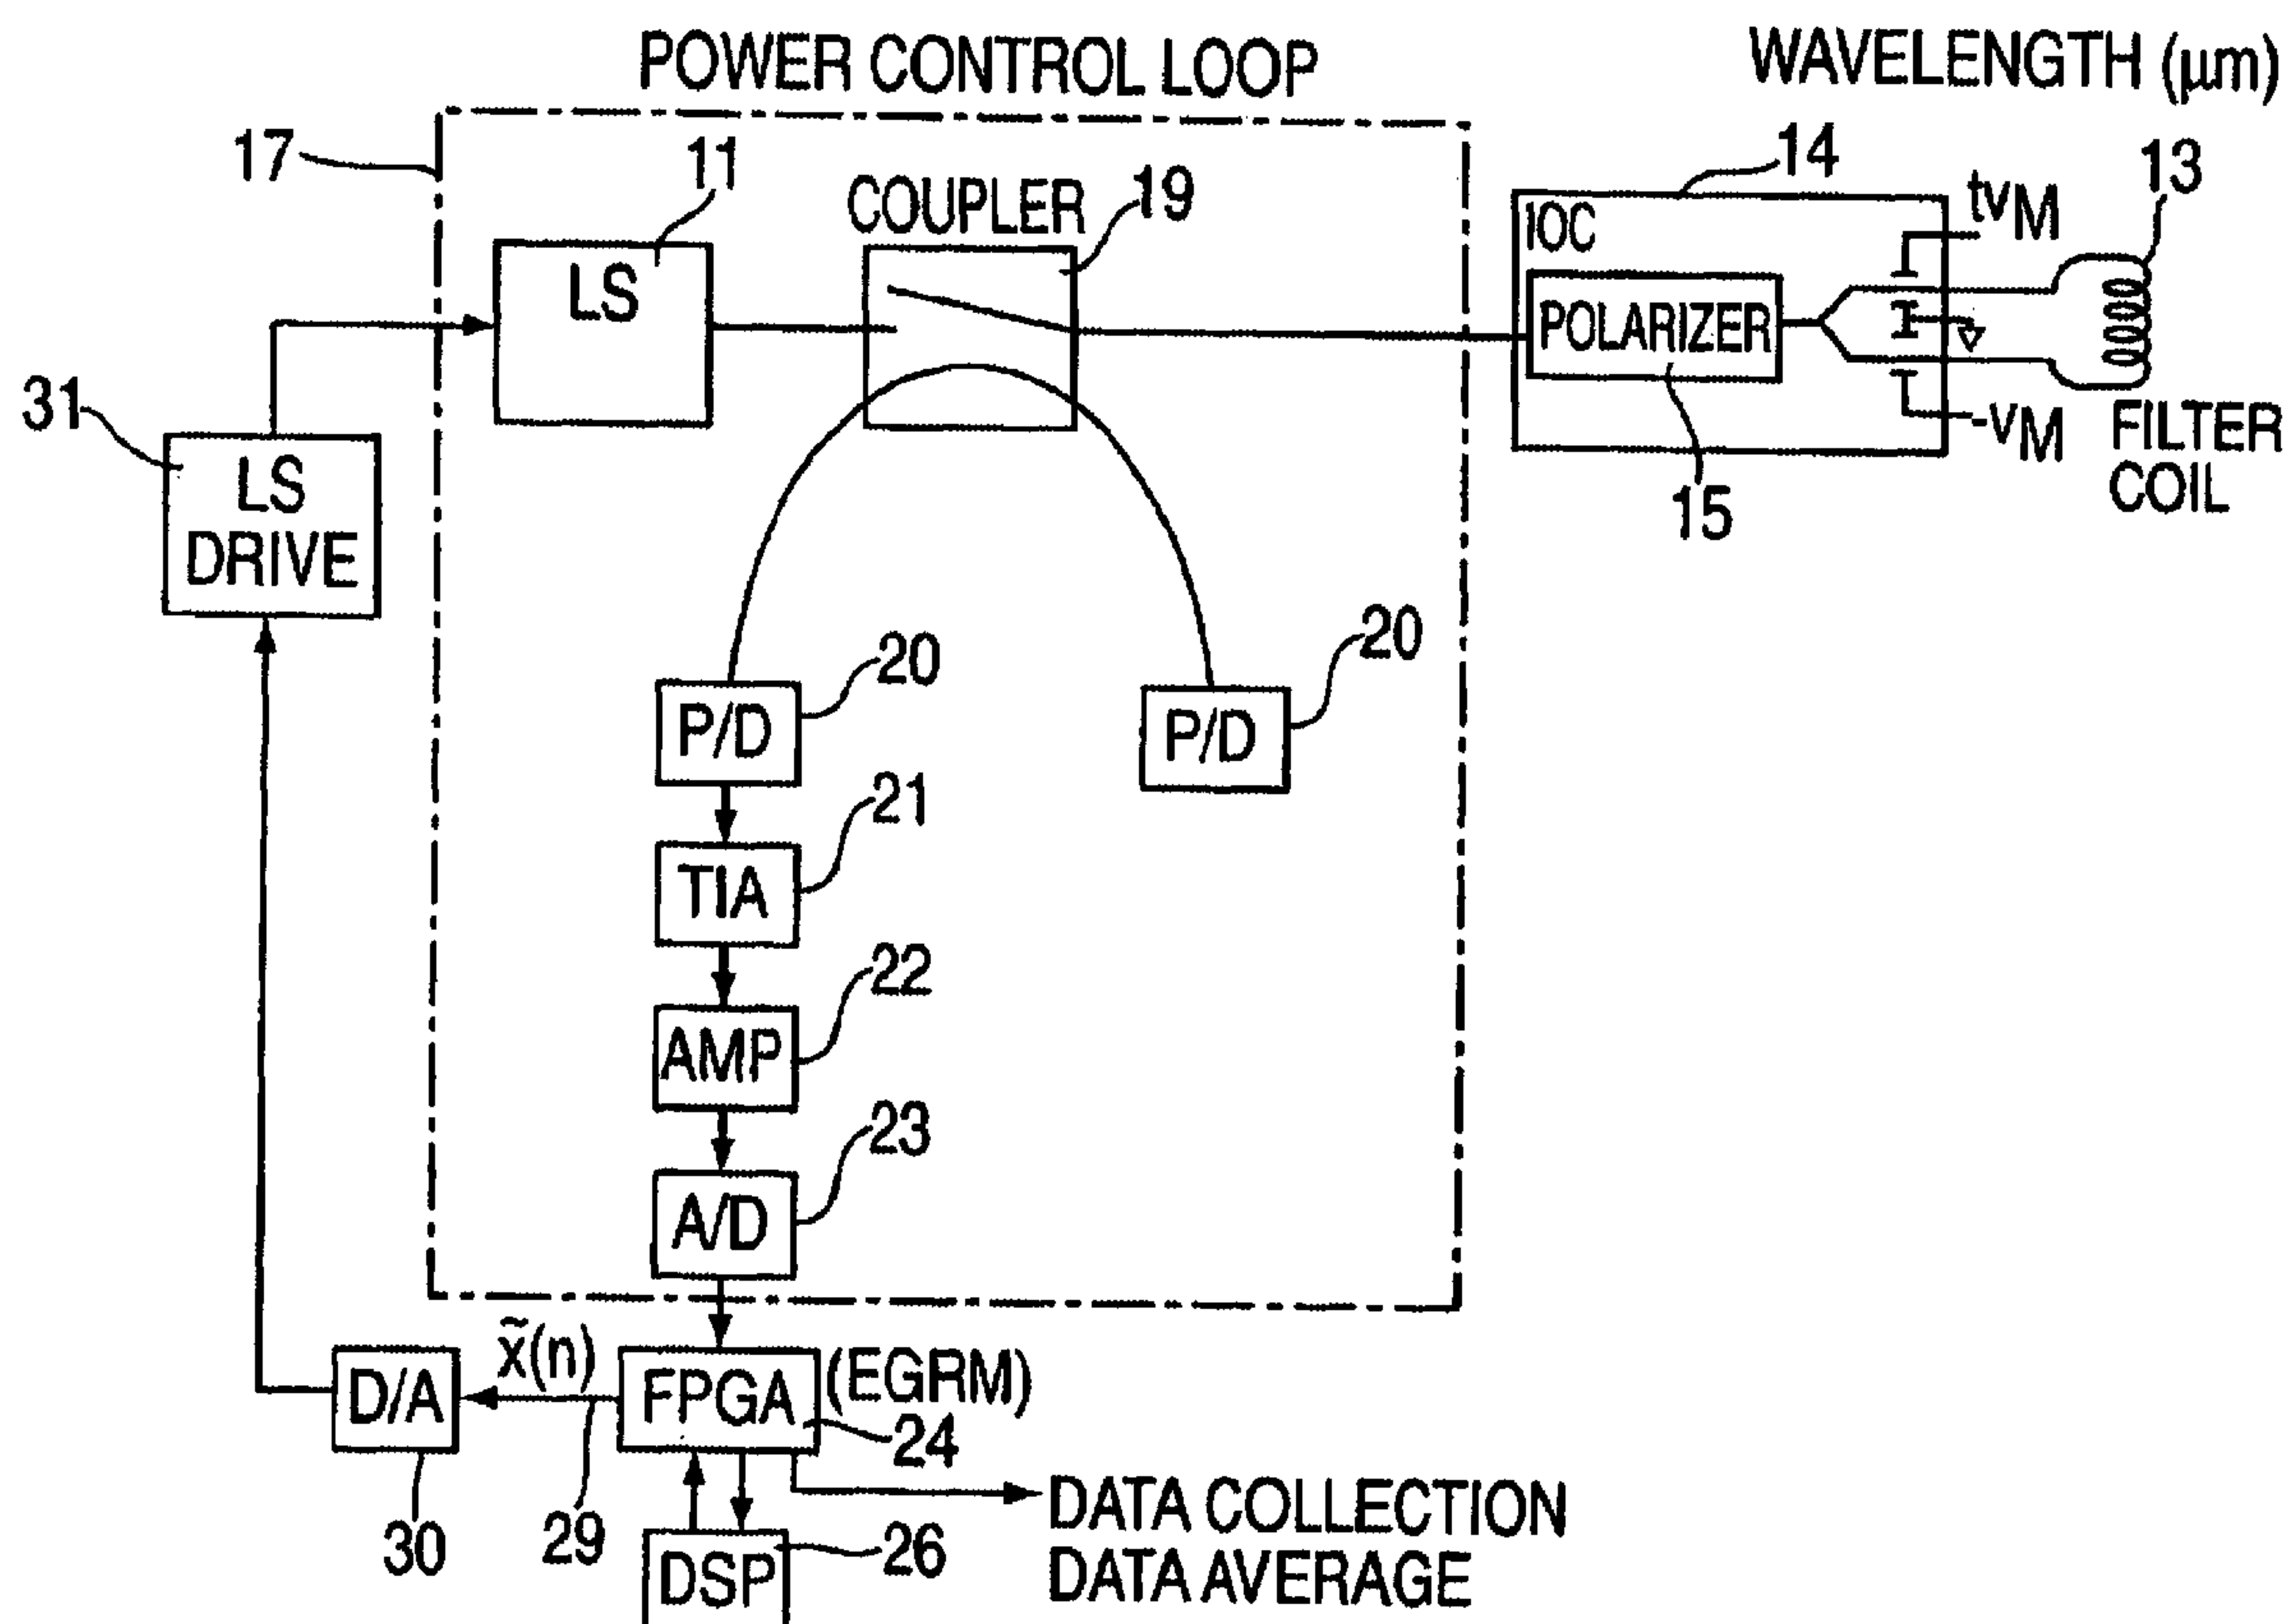 POWER CONTROL LOOP
WAVELENGTH (μm)
17
11
COUPLER
19
14
13
LS
IOC
tvM
POLARIZER
31
LS
DRIVE
-vM
FILTER
COIL
15
20
20
P/D
P/D
21
TIA
22
AMP
23
A/D
x̃(n)
D/A
FPGA
(EGRM)
24
30
29
DSP
26
DATA COLLECTION
DATA AVERAGE